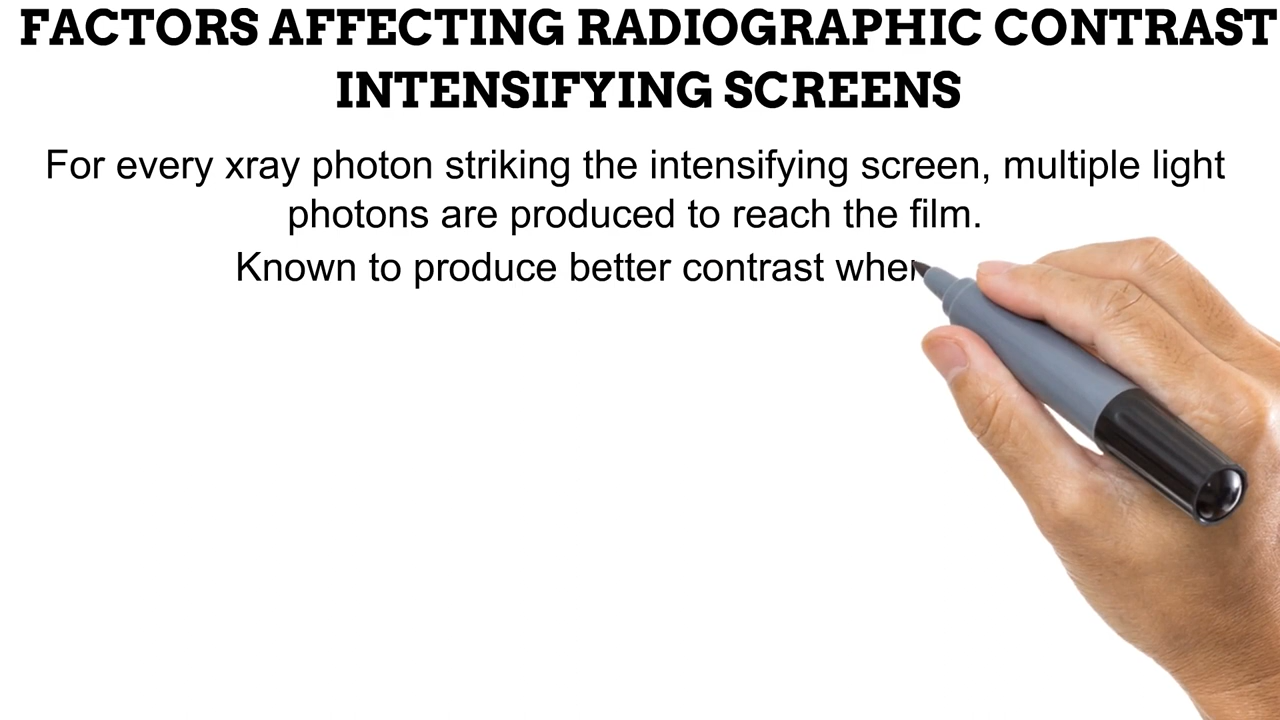 FACTORS AFFECTING RADIOGRAPHIC CONTRAST
INTENSIFYING SCREENS
For every xray photon striking the intensifying screen, multiple light
photons are produced to reach the film.
Known to produce better contrast